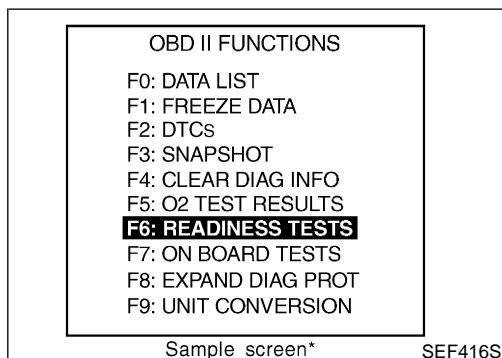 OBD II FUNCTIONS
F0: DATA LIST
F1: FREEZE DATA
F2: DTCs
F3: SNAPSHOT
F4: CLEAR DIAG INFO
F5: O2 TEST RESULTS
F6: READINESS TESTS
F7: ON BOARD TESTS
F8: EXPAND DIAG PROT
F9: UNIT CONVERSION
Sample screen*
SEF416S